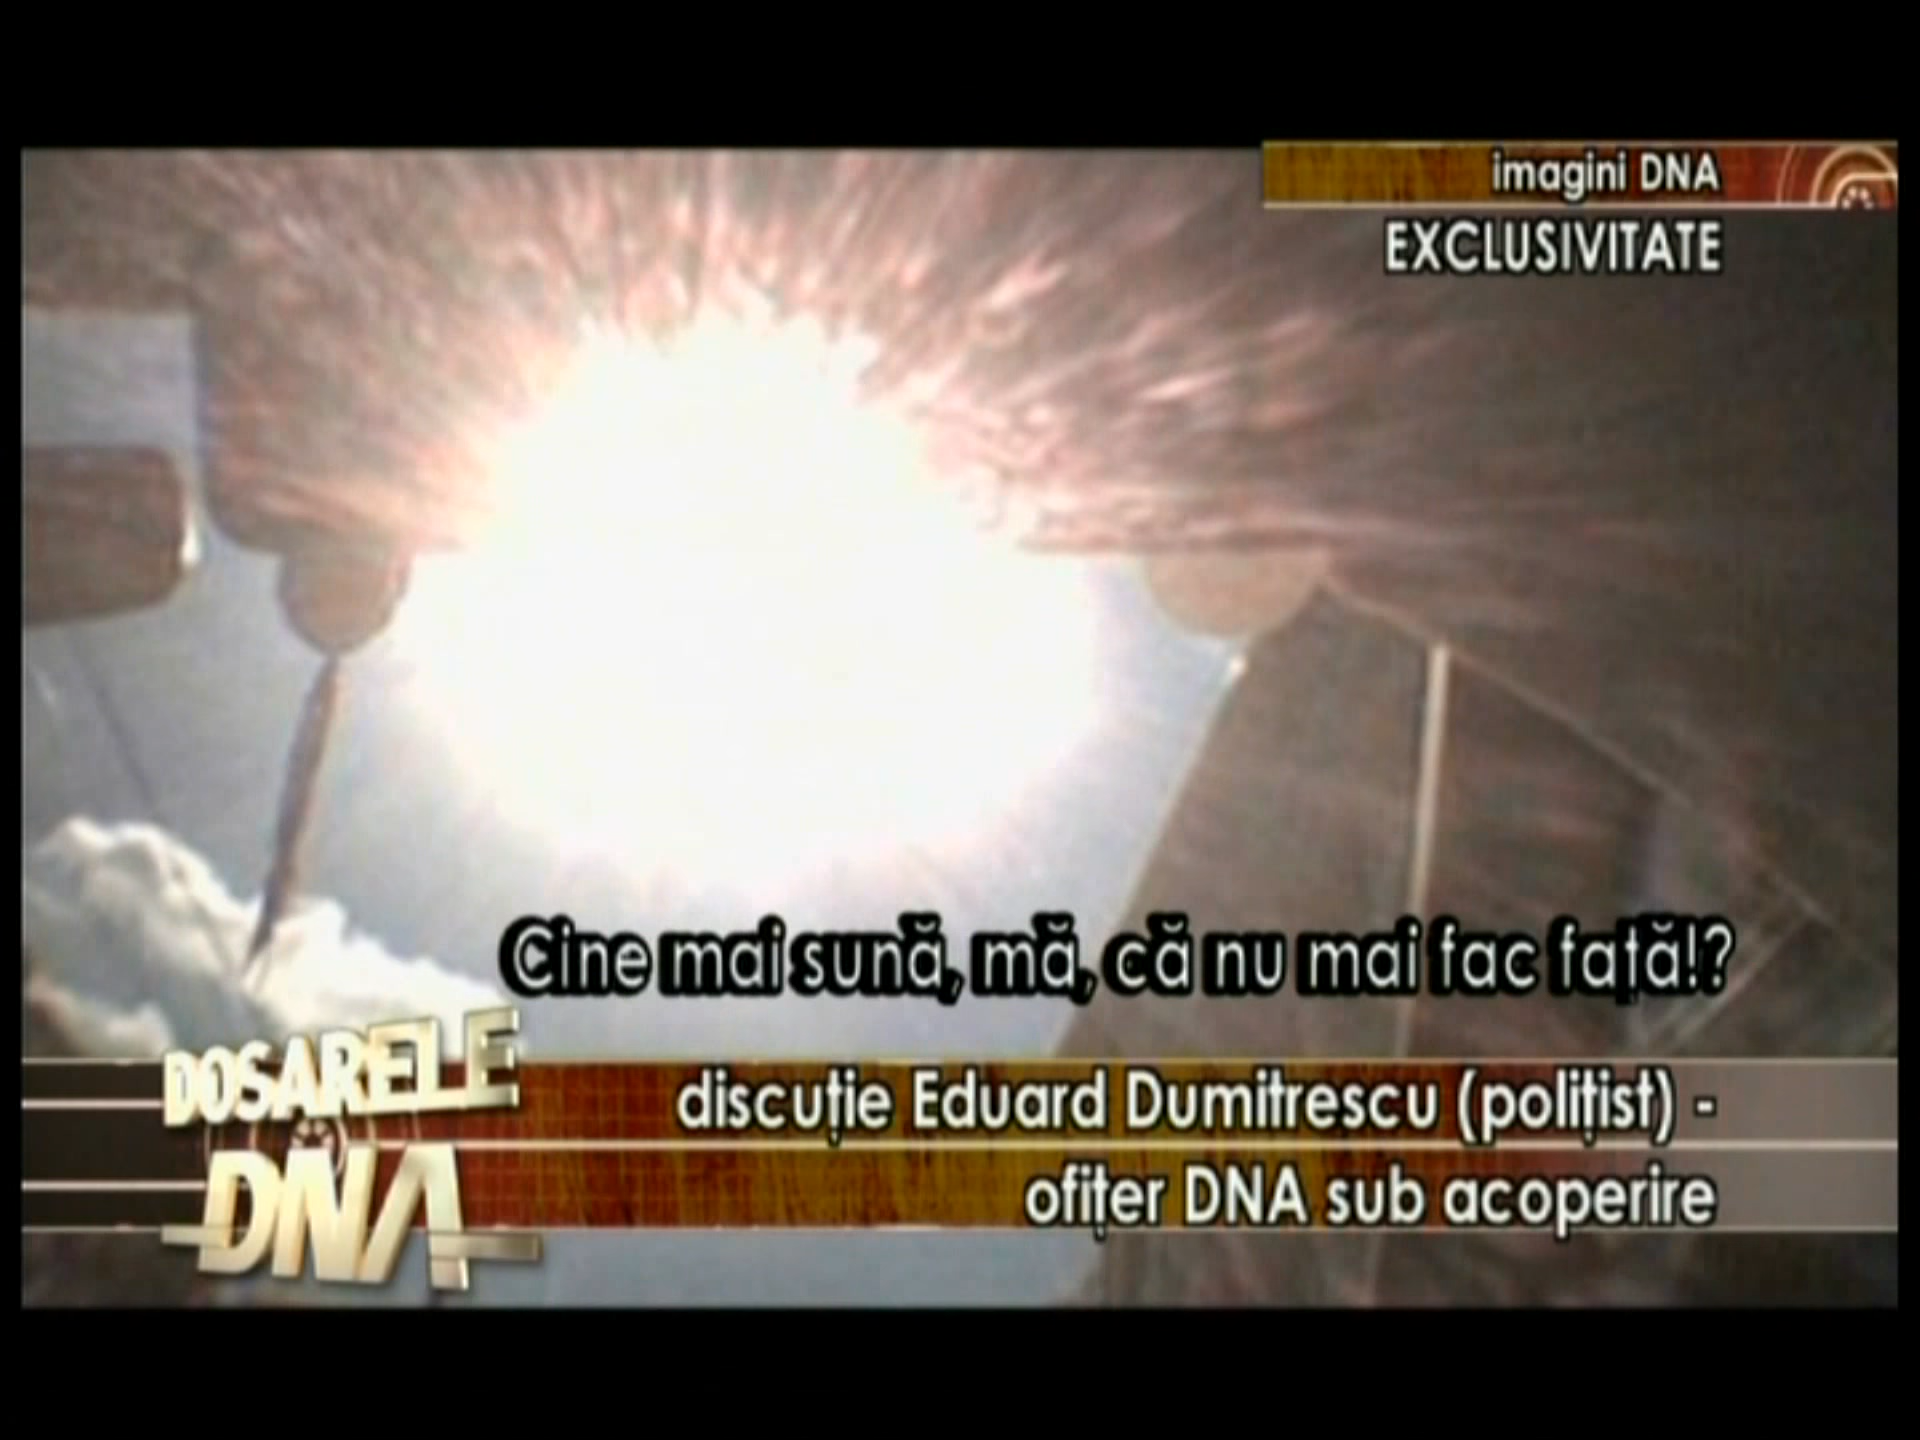 imagini DNA
EXCLUSIVITATE
Cine mai sună, mă, că nu mai fac față!?
DOSARELE
DNA
discuție Eduard Dumitrescu (polițist) -
ofițer DNA sub acoperire